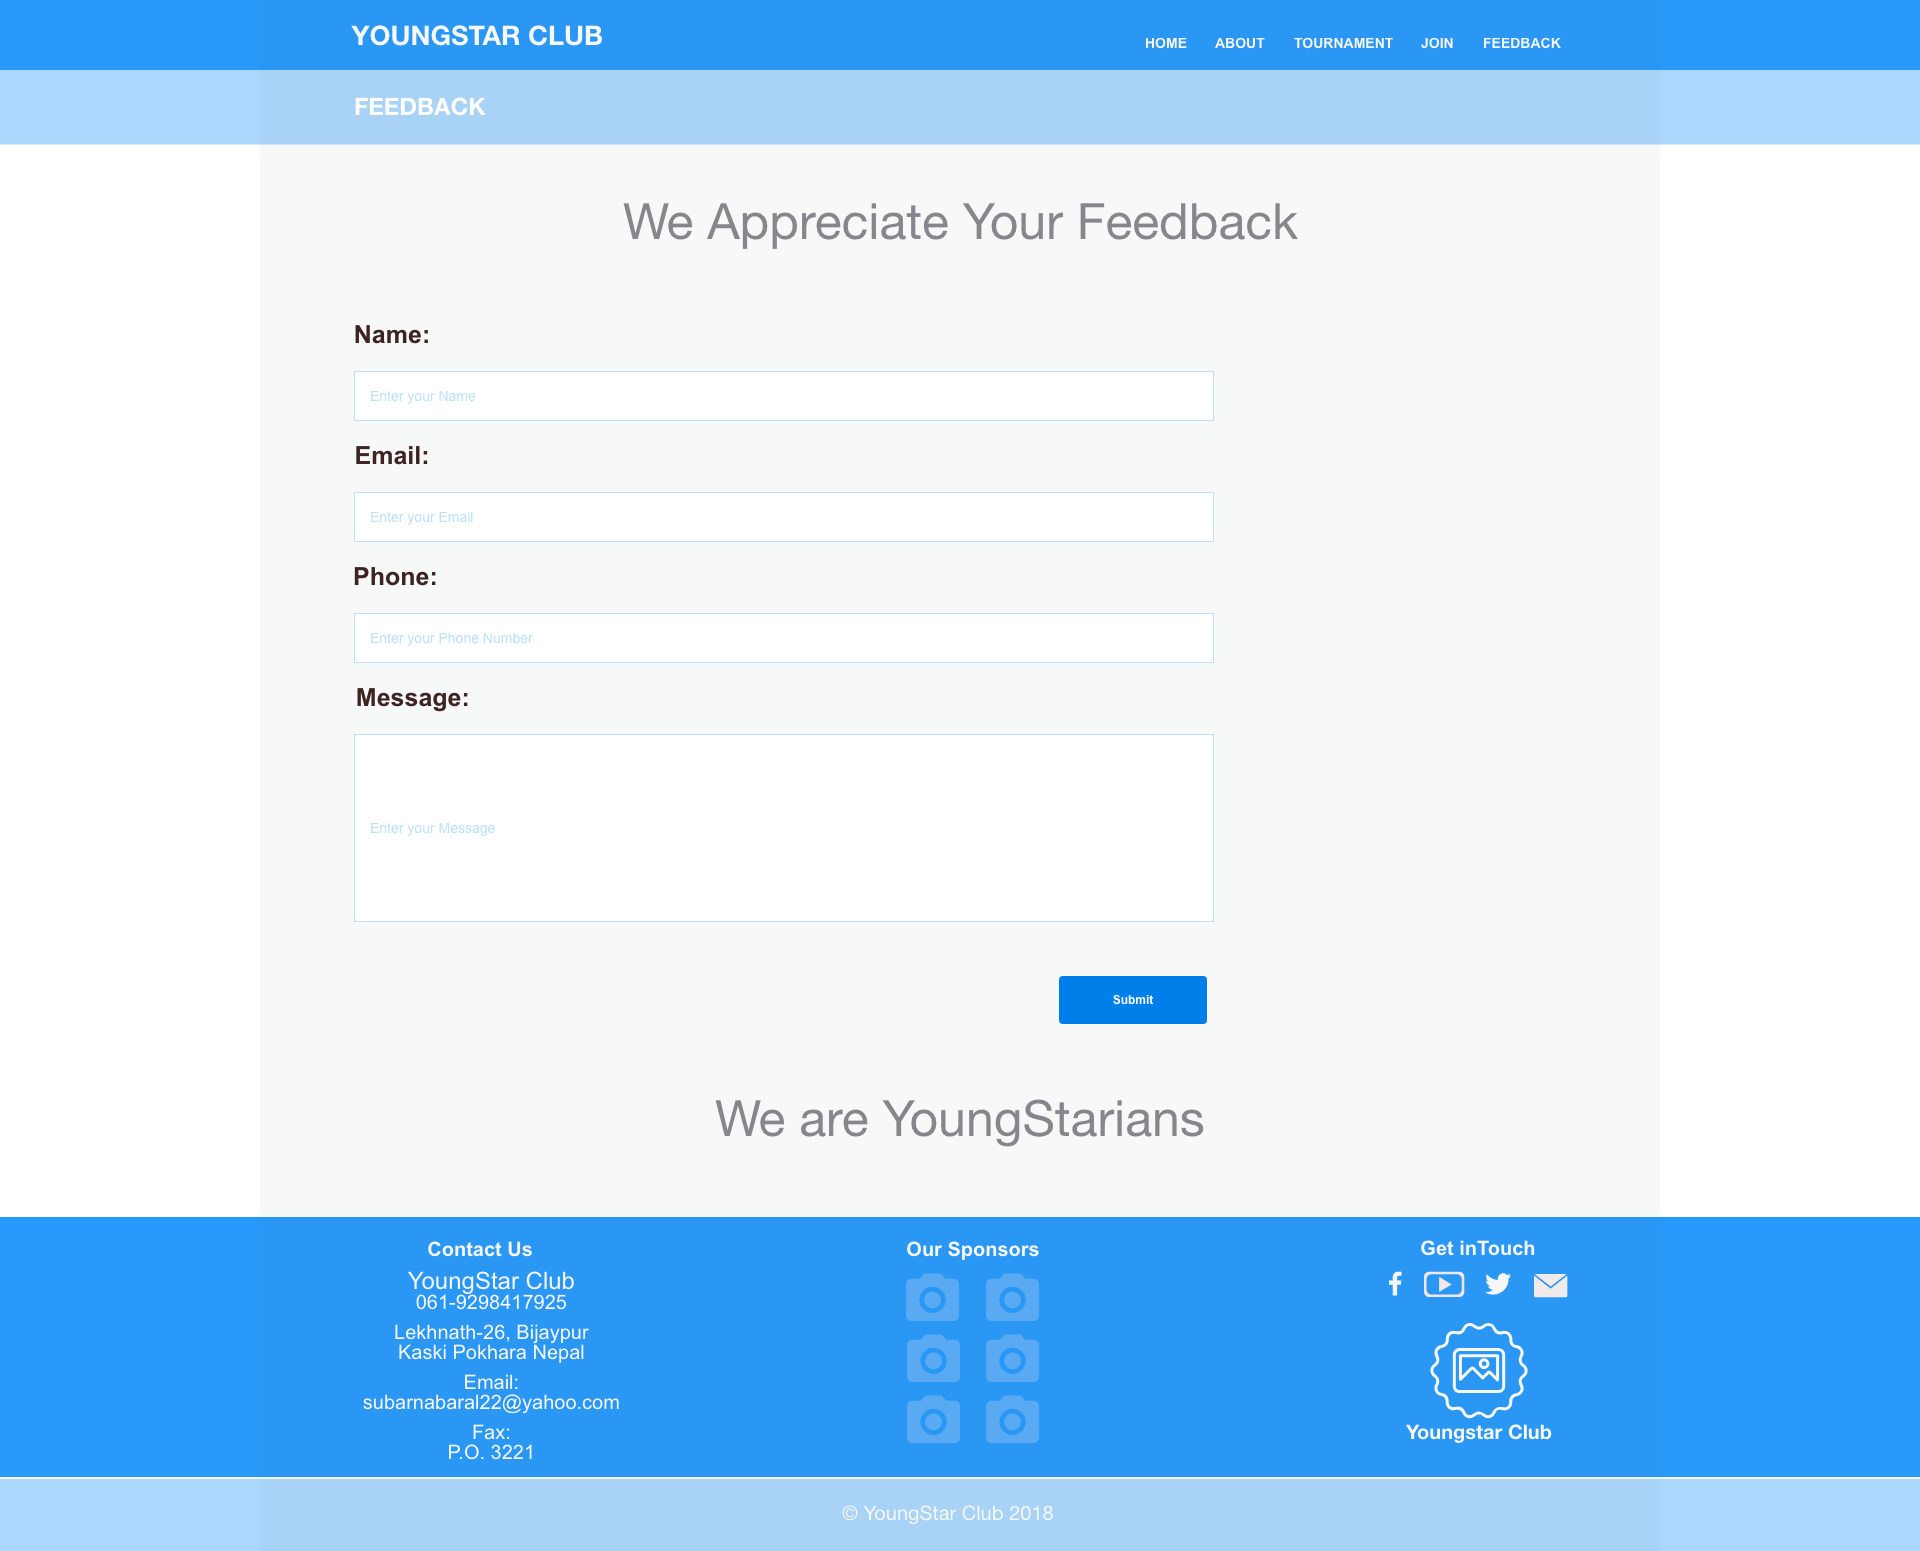 YOUNGSTAR CLUB
HOME ABOUT TOURNAMENT JOIN FEEDBACK
FEEDBACK
We Appreciate Your Feedback
Name:
Enter your Name
Email:
Enter your Email
Phone:
Enter your Phone Number
Message:
Enter your Message
Submit
We are YoungStarians
Contact Us
YoungStar Club
061-9298417925
Lekhnath-26, Bijaypur
Kaski Pokhara Nepal
Email:
subarnabaral22@yahoo.com
Fax:
P.O. 3221
Our Sponsors
Get inTouch
Youngstar Club
© YoungStar Club 2018